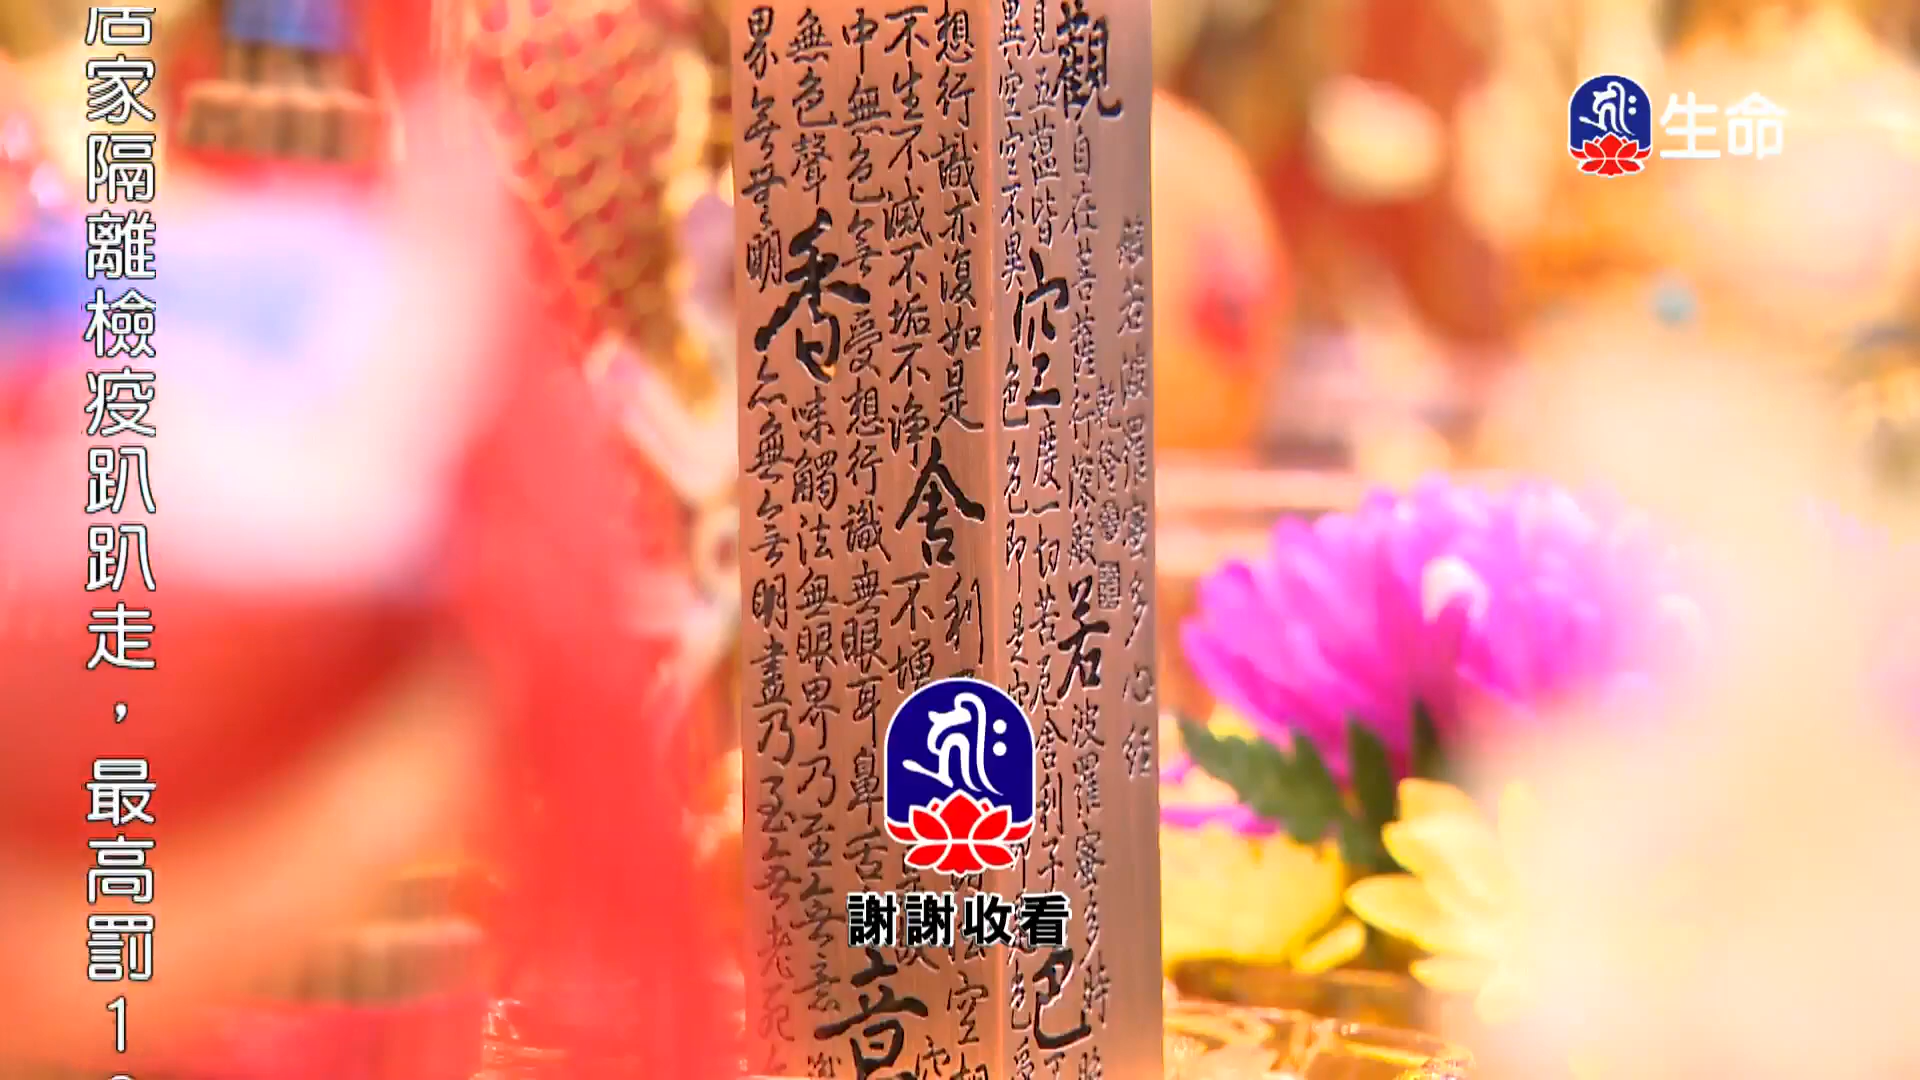 居家隔離檢疫趴趴走，最高罰1
生命
般若波羅蜜多心經
觀自在菩薩行深般若波羅蜜多時
見五蘊皆空度一切苦厄舍利子
異空空不異色色即是空
想行識亦復如是舍利
不生不滅不垢不淨不增
中無色無受想行識無眼耳鼻舌
無色聲香味觸法無眼界乃至無意
界無無明亦無無明盡乃至無老死
謝謝收看